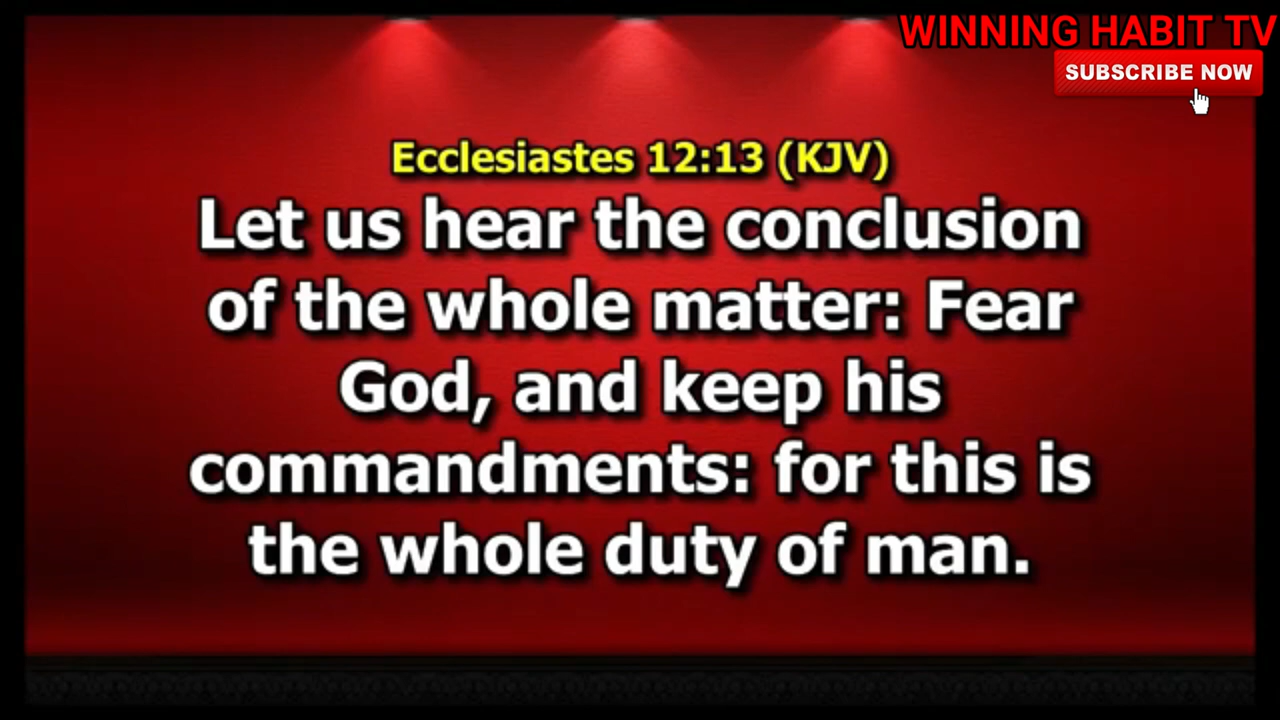 WINNING HABIT TV
SUBSCRIBE NOW
Ecclesiastes 12:13 (KJV)
Let us hear the conclusion
of the whole matter: Fear
God, and keep his
commandments: for this is
the whole duty of man.